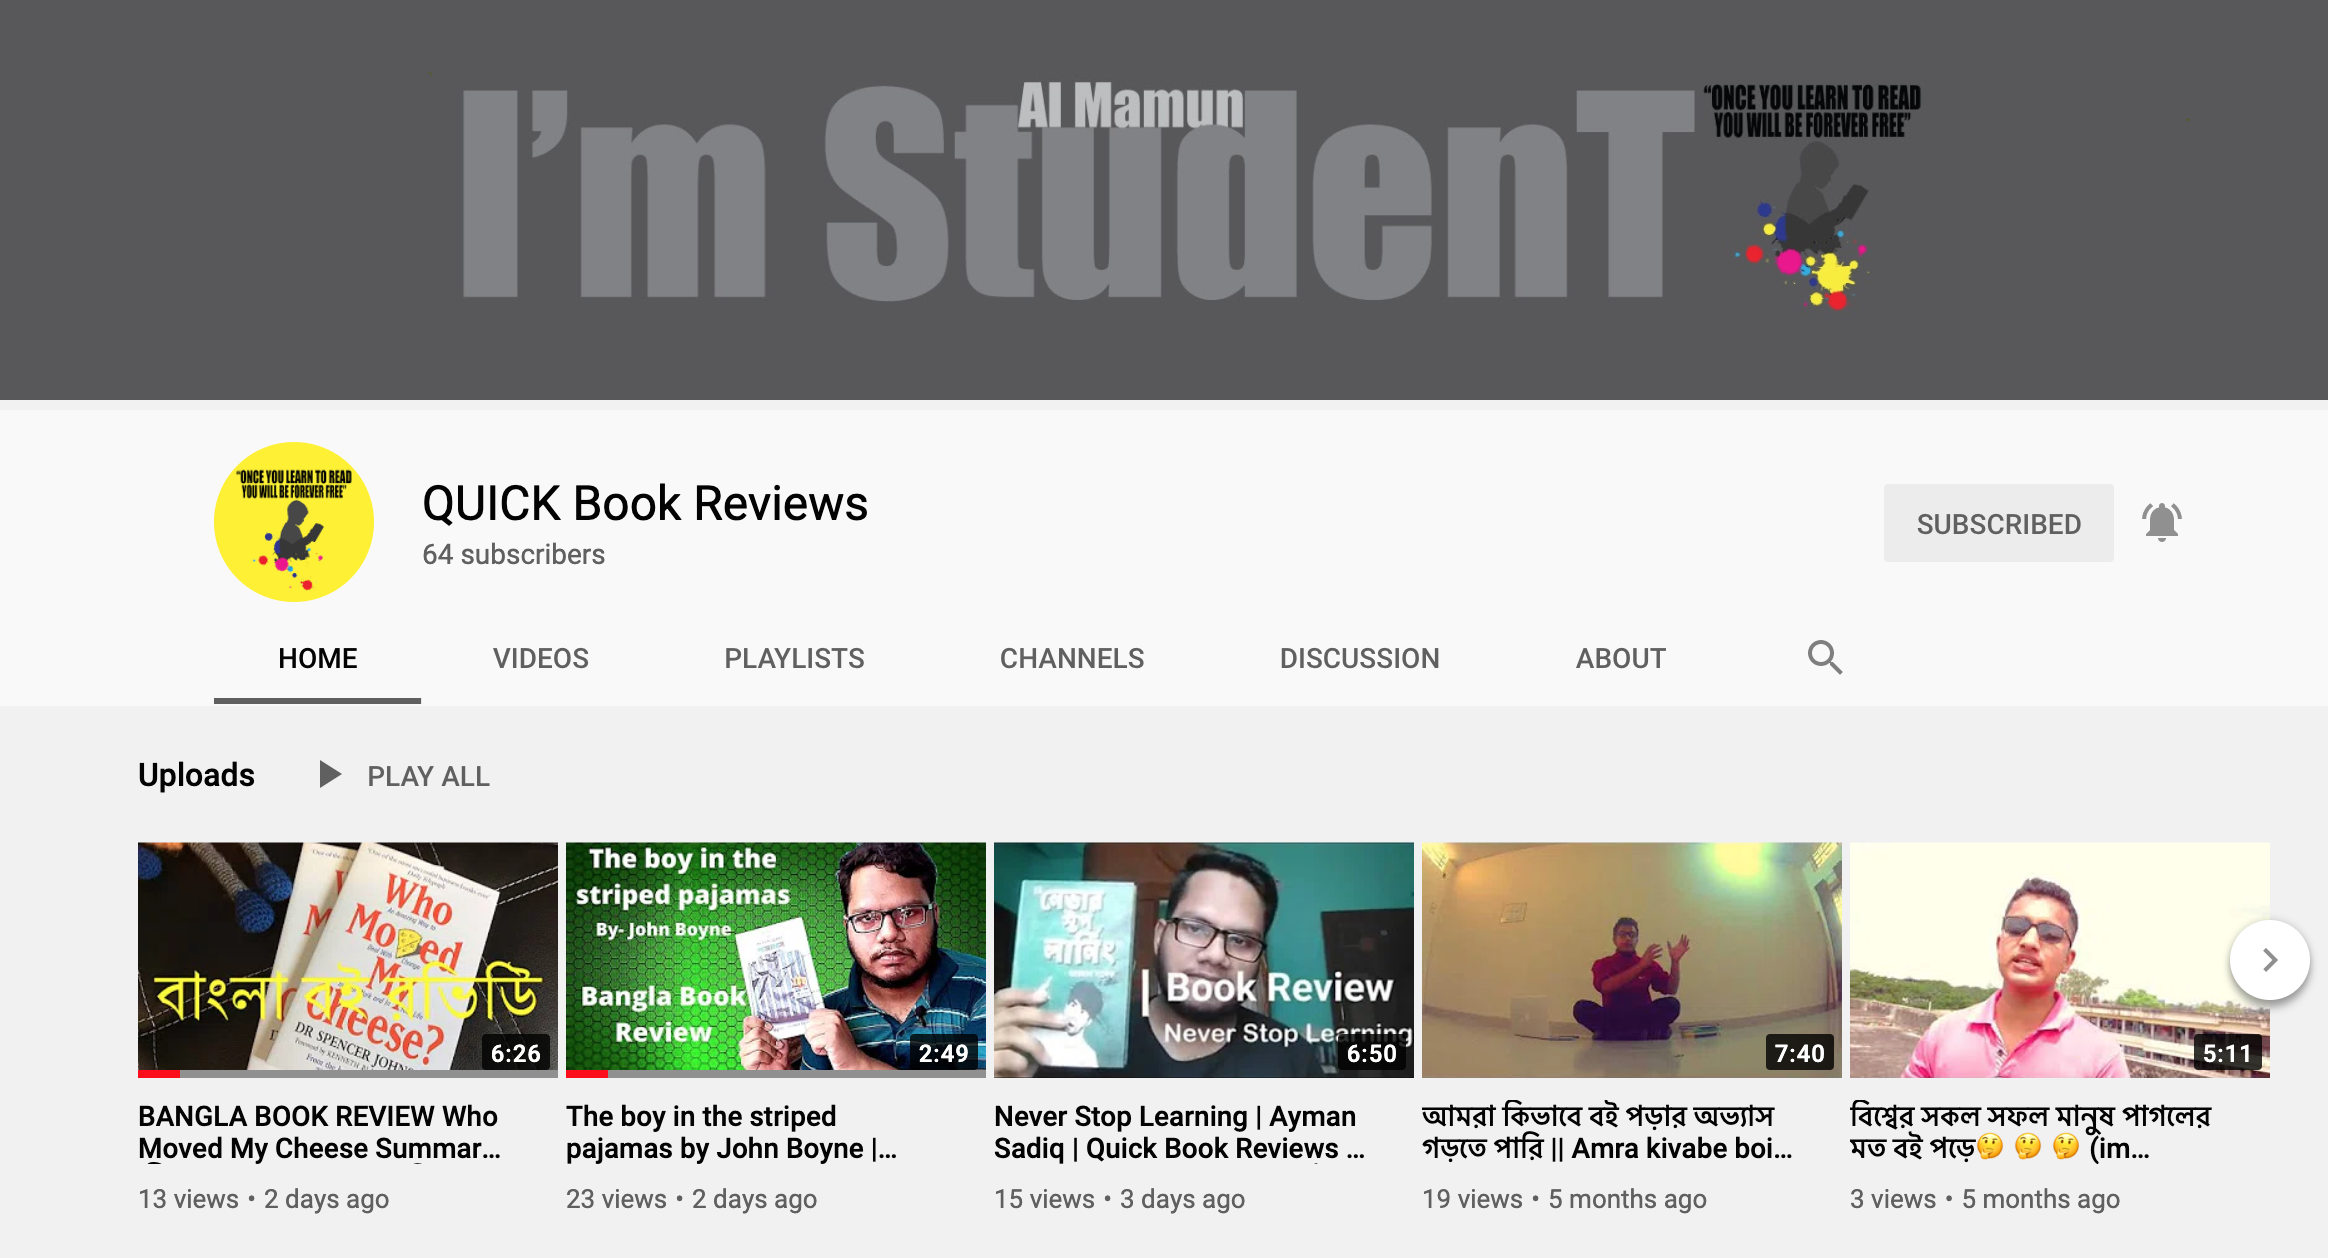 I'm StudenT
Al Mamun
"ONCE YOU LEARN TO READ
YOU WILL BE FOREVER FREE"
"ONCE YOU LEARN TO READ
YOU WILL BE FOREVER FREE"
QUICK Book Reviews
64 subscribers
SUBSCRIBED
HOME
VIDEOS
PLAYLISTS
CHANNELS
DISCUSSION
ABOUT
Uploads
PLAY ALL
Who
Moved
My
Cheese?
DR SPENCER JOHNS
বাংলা বই রভিউি
6:26
The boy in the
striped pajamas
By- John Boyne
Bangla Book
Review
2:49
"নেভার
স্টপ
লার্নিং
| Book Review
Never Stop Learning
6:50
7:40
5:11
BANGLA BOOK REVIEW Who
Moved My Cheese Summar...
13 views • 2 days ago
The boy in the striped
pajamas by John Boyne |...
23 views • 2 days ago
Never Stop Learning | Ayman
Sadiq | Quick Book Reviews ...
15 views • 3 days ago
আমরা কিভাবে বই পড়ার অভ্যাস
গড়তে পারি || Amra kivabe boi...
19 views • 5 months ago
বিশ্বের সকল সফল মানুষ পাগলের
মত বই পড়ে🤔 🤔 🤔 (im...
3 views • 5 months ago